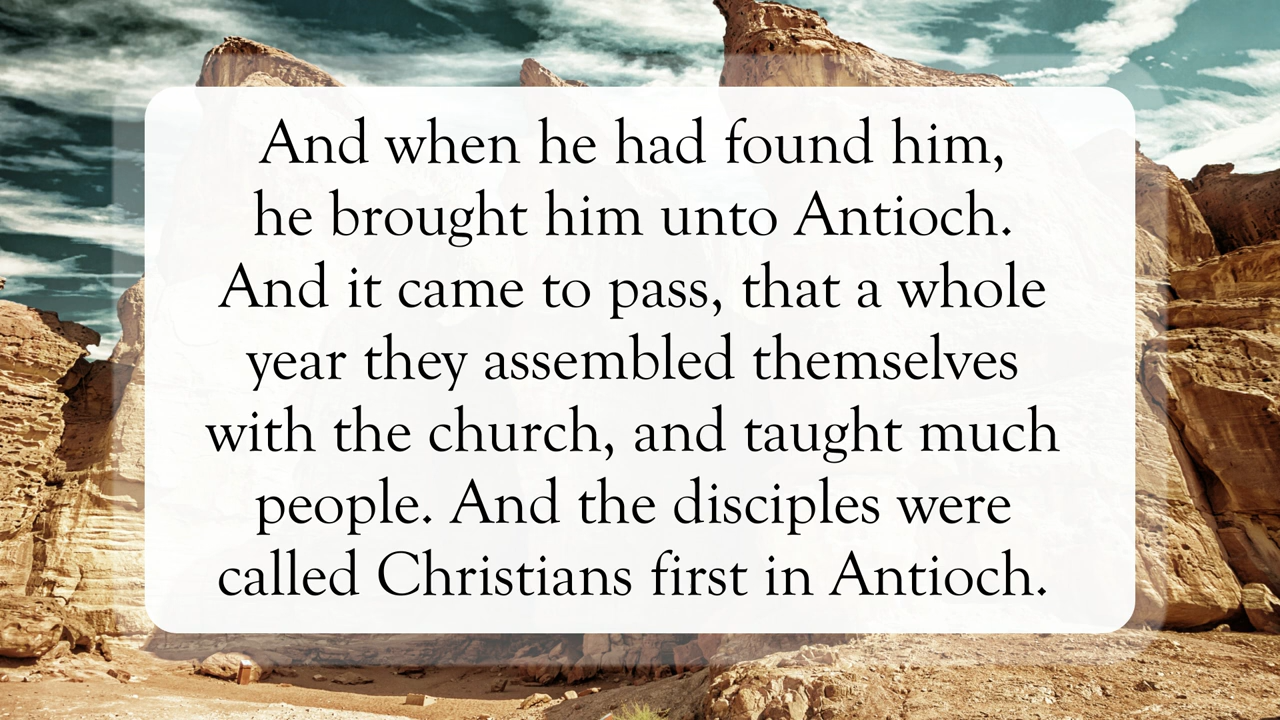 And when he had found him,
he brought him unto Antioch.
And it came to pass, that a whole
year they assembled themselves
with the church, and taught much
people. And the disciples were
called Christians first in Antioch.